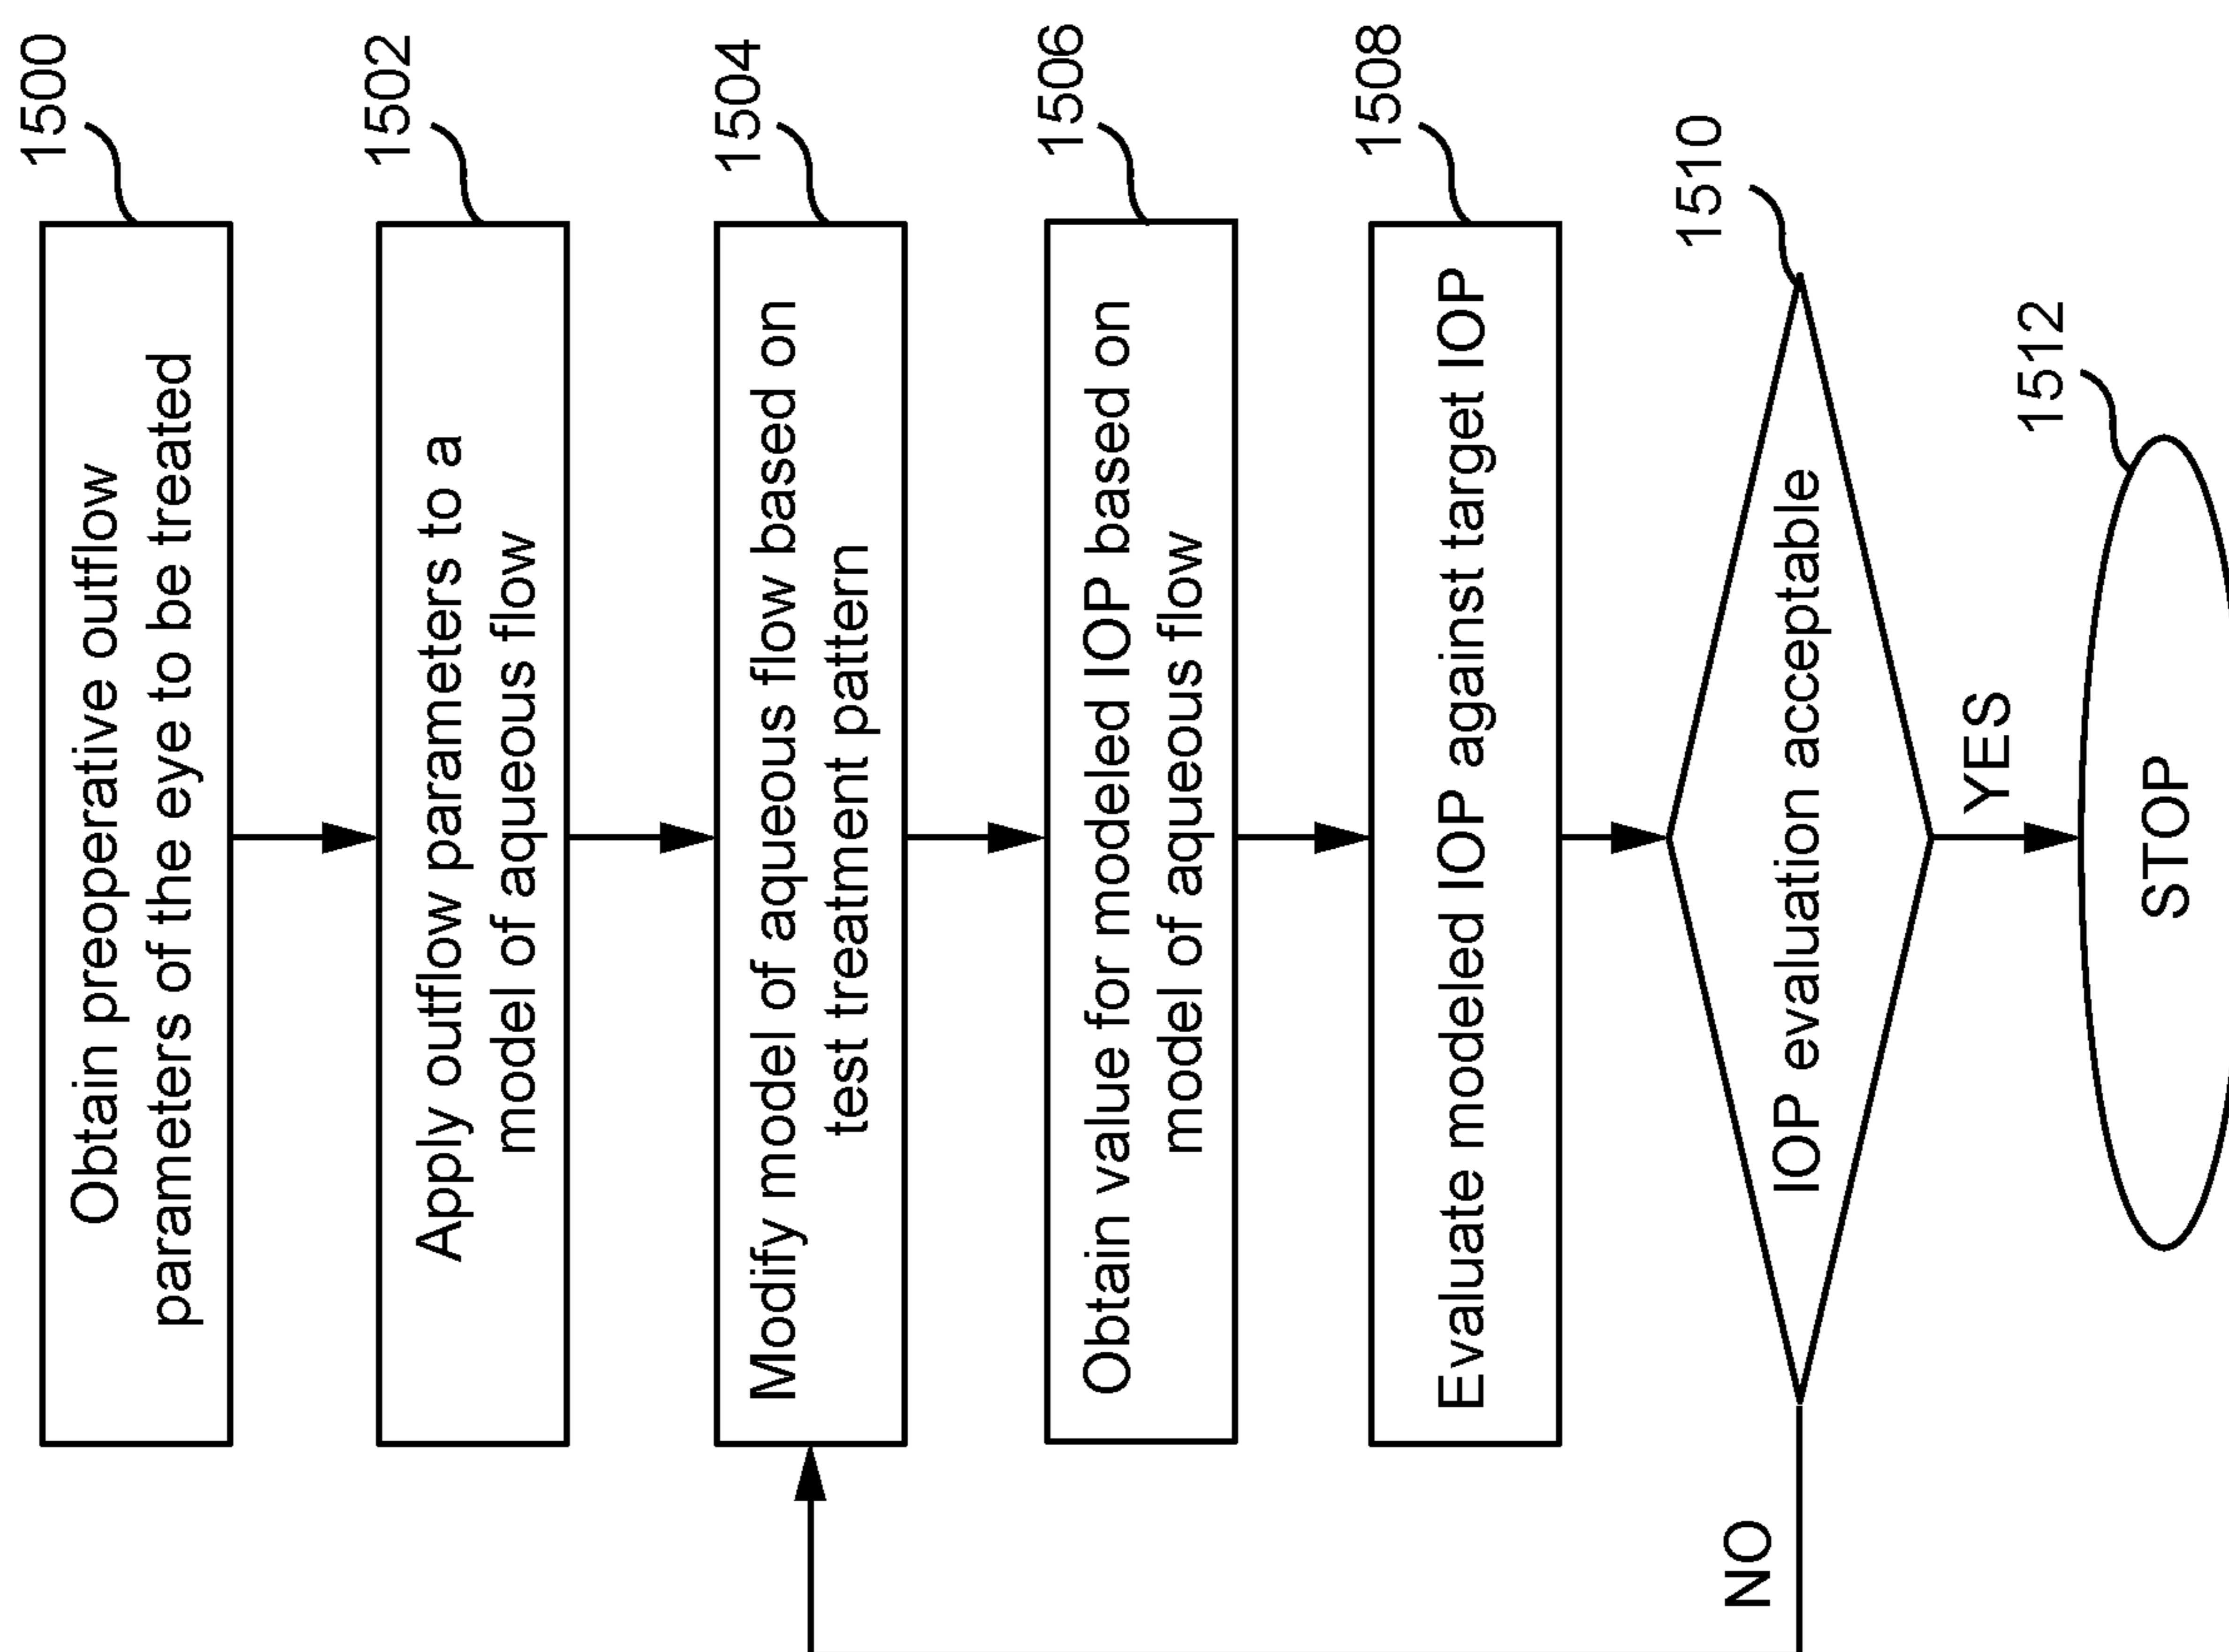 1500
Obtain preoperative outflow
parameters of the eye to be treated
1502
Apply outflow parameters to a
model of aqueous flow
1504
Modify model of aqueous flow based on
test treatment pattern
1506
Obtain value for modeled IOP based on
model of aqueous flow
1508
Evaluate modeled IOP against target IOP
1510
IOP evaluation acceptable
NO
YES
1512
STOP